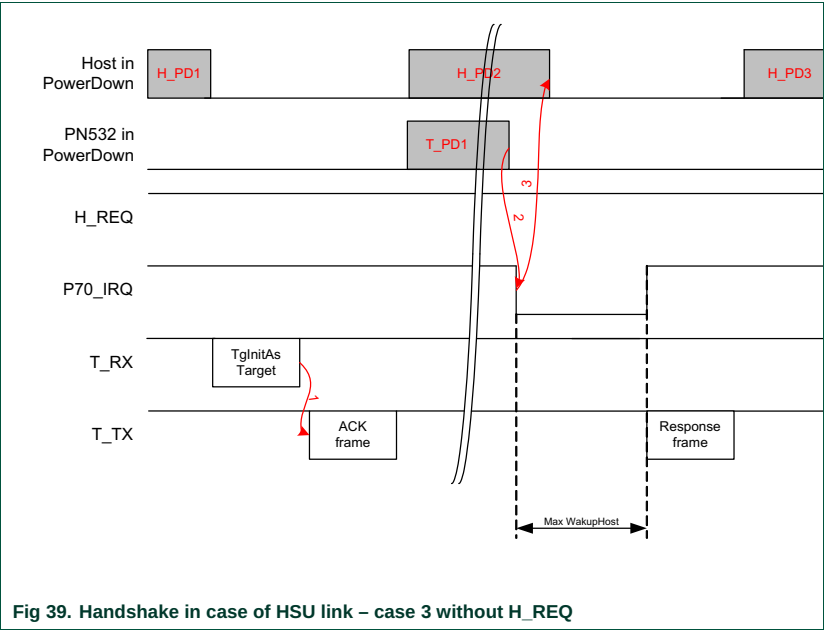 Host in
PowerDown
H_PD1
H_PD2
H_PD3
PN532 in
PowerDown
T_PD1
3
2
H_REQ
P70_IRQ
T_RX
TgInitAs
Target
1
T_TX
ACK
frame
Response
frame
Max WakupHost
Fig 39. Handshake in case of HSU link – case 3 without H_REQ